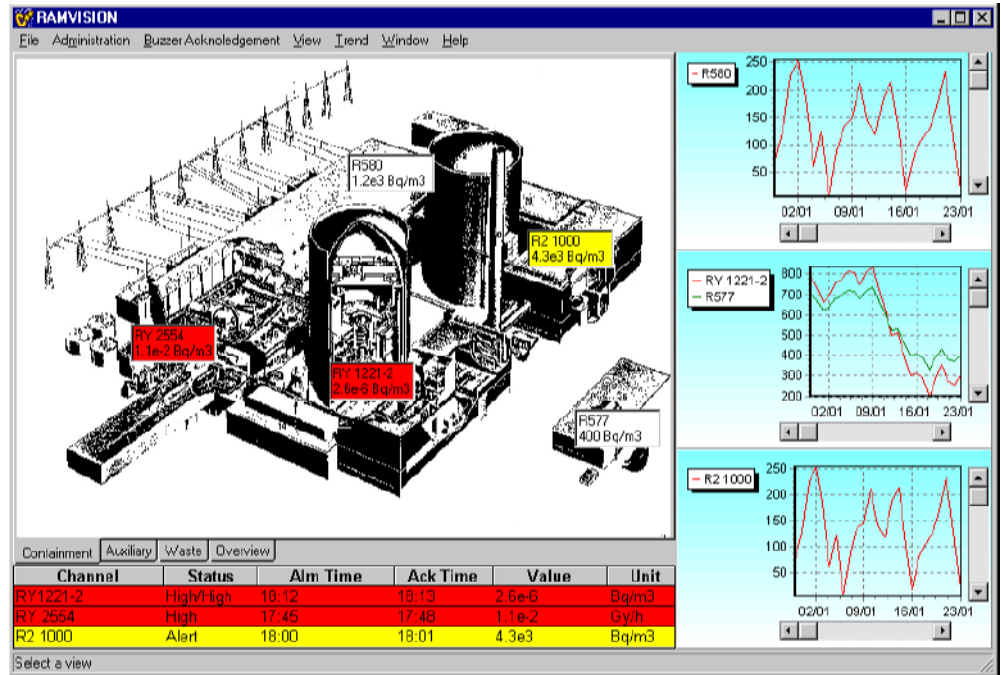 RAMVISION
File Administration Buzzer Acknoledgement View Trend Window Help
R580
1.2e3 Bq/m3
R2 1000
4.3e3 Bq/m3
RY 2554
1.1e-2 Bq/m3
RY 1221-2
2.6e-6 Bq/m3
R577
400 Bq/m3
Containment Auxiliary Waste Overview
Channel Status Alm Time Ack Time Value Unit
RY1221-2 High/High 18:12 18:13 2.6e-6 Bq/m3
RY 2554 High 17:45 17:48 1.1e-2 Gy/h
R2 1000 Alert 18:00 18:01 4.3e3 Bq/m3
Select a view
R580
250
200
150
100
50
02/01 09/01 16/01 23/01
RY 1221-2
R577
800
700
600
500
400
300
200
02/01 09/01 16/01 23/01
R2 1000
250
200
150
100
50
02/01 09/01 16/01 23/01